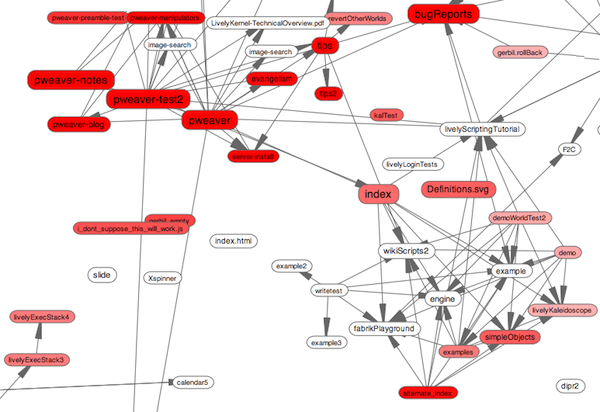 pweaver-preamble-test
pweaver-manipulators
LivelyKernel-TechnicalOverview.pdf
revertOtherWorlds
bugReports
image-search
image-search
tips
gerbil.rollBack
pweaver-notes
evangelism
pweaver-test2
tips2
pweaver-blog
pweaver
kalTest
livelyScriptingTutorial
server-install
livelyLoginTests
F2C
index
Definitions.svg
gerbil_empty
i_dont_suppose_this_will_work.js
demoWorldTest2
index.html
wikiScripts2
demo
slide
Xspinner
example2
example
writetest
engine
livelyKaleidoscope
livelyExecStack4
fabrikPlayground
simpleObjects
example3
examples
livelyExecStack3
calendar5
alternate_index
dipr2